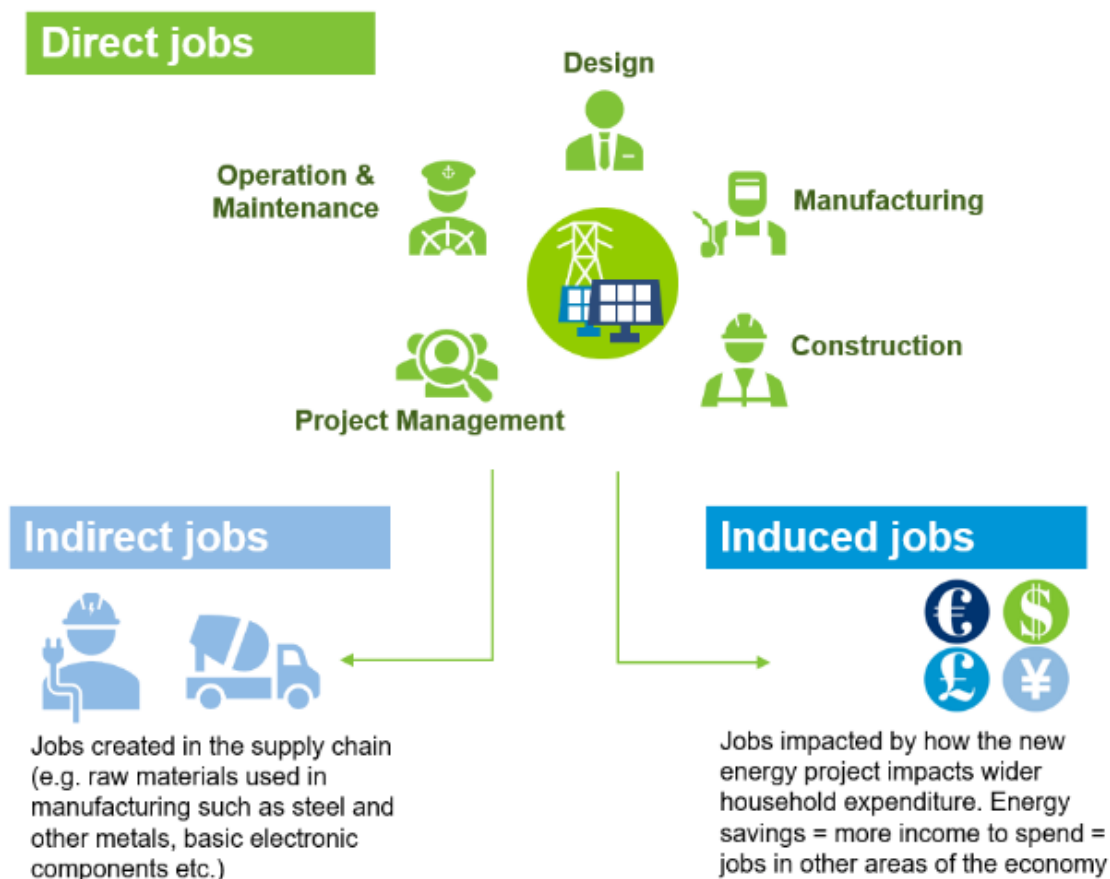 Direct jobs
Design
Operation &
Maintenance
Manufacturing
Construction
Project Management
Indirect jobs
Jobs created in the supply chain
(e.g. raw materials used in
manufacturing such as steel and
other metals, basic electronic
components etc.)
Induced jobs
€ $
£ ¥
Jobs impacted by how the new
energy project impacts wider
household expenditure. Energy
savings = more income to spend =
jobs in other areas of the economy